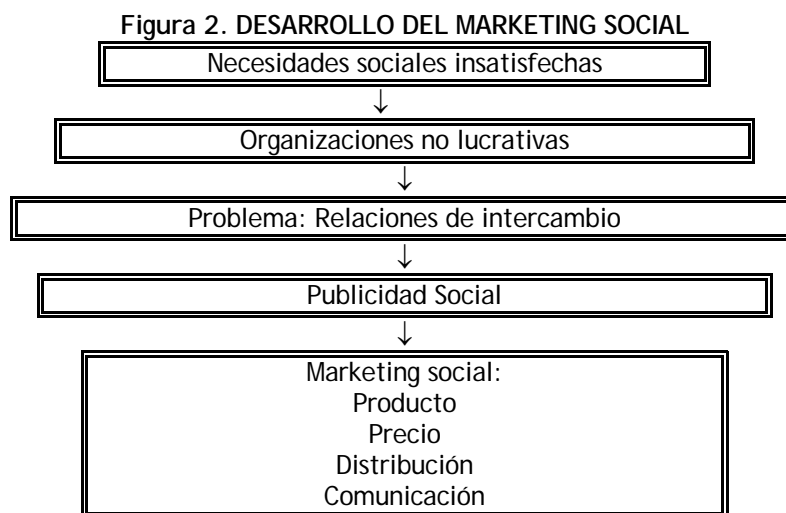 Figura 2. DESARROLLO DEL MARKETING SOCIAL
Necesidades sociales insatisfechas
↓
Organizaciones no lucrativas
↓
Problema: Relaciones de intercambio
↓
Publicidad Social
↓
Marketing social:
Producto
Precio
Distribución
Comunicación